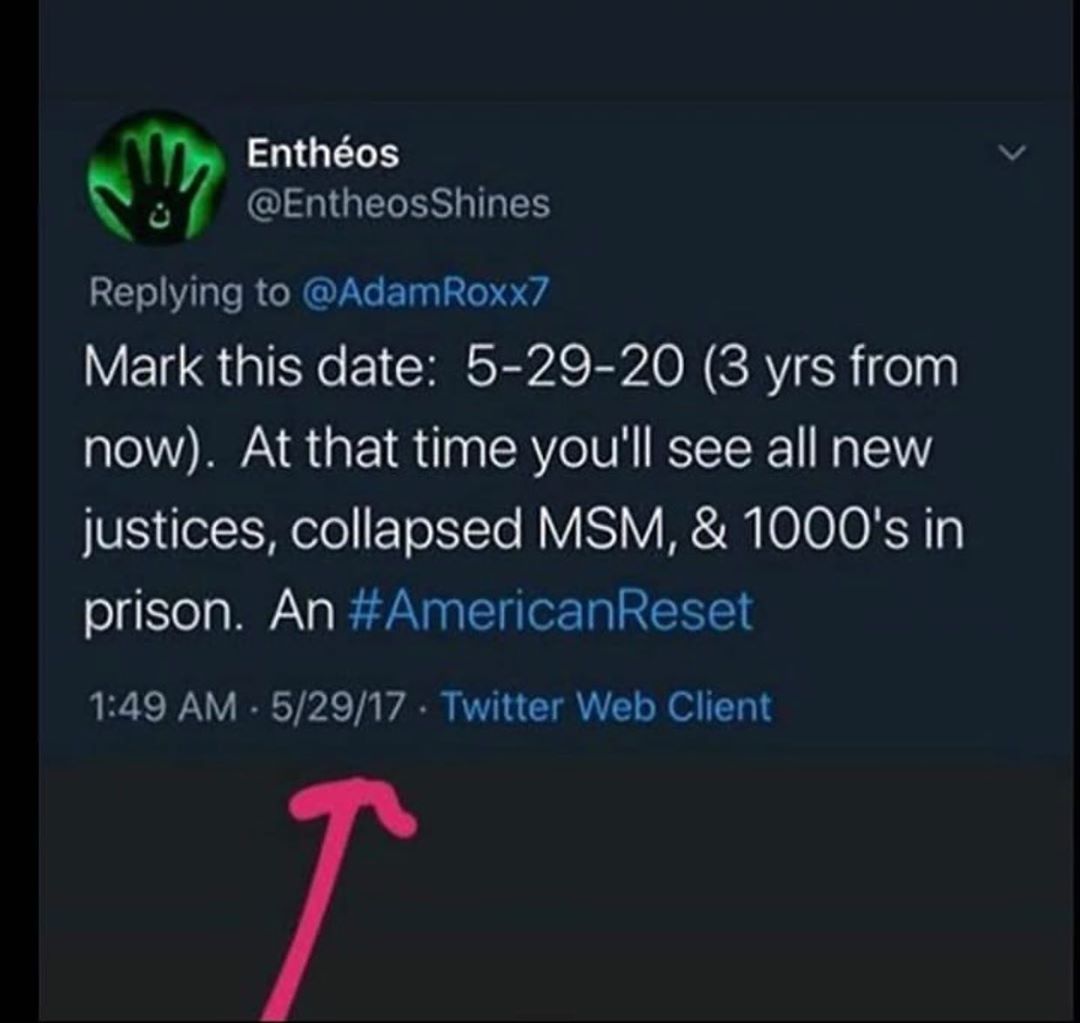 Enthéos
@EntheosShines
Replying to @AdamRoxx7
Mark this date:  5-29-20 (3 yrs from
now).  At that time you'll see all new
justices, collapsed MSM, & 1000's in
prison.  An #AmericanReset
1:49 AM · 5/29/17 · Twitter Web Client
ن